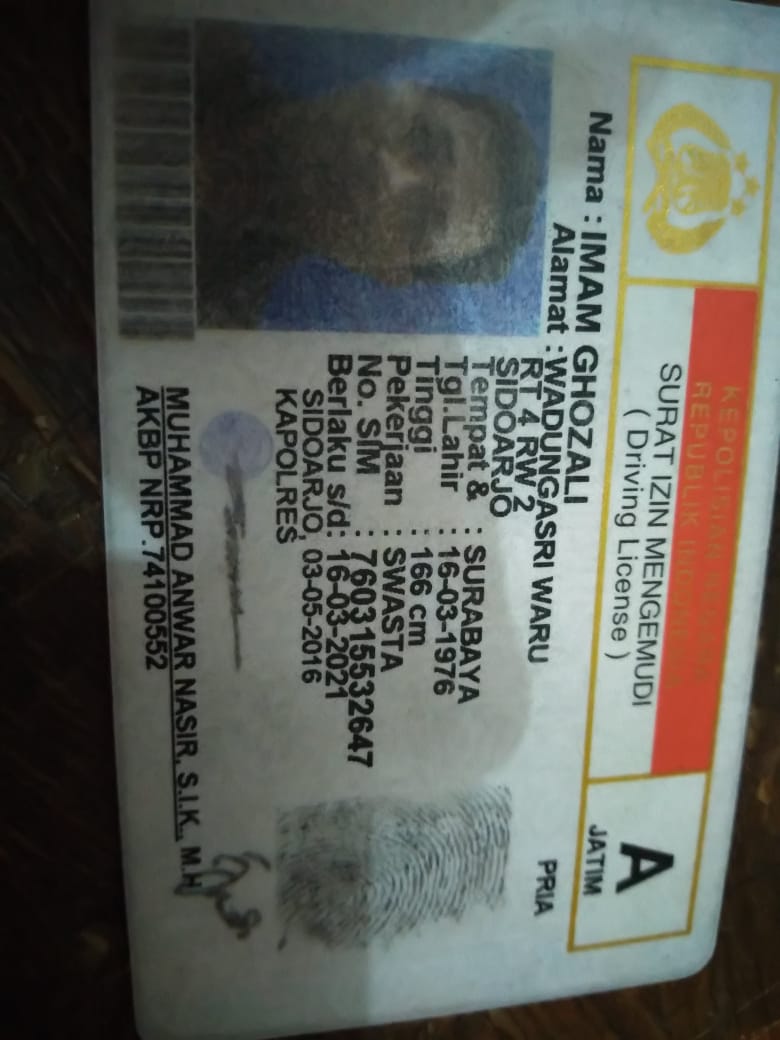 KEPOLISIAN NEGARA
REPUBLIK INDONESIA
SURAT IZIN MENGEMUDI
( Driving License )
A
JATIM
Nama : IMAM GHOZALI
PRIA
Alamat : WADUNGASRI WARU
RT 4 RW 2
SIDOARJO
Tempat & : SURABAYA
Tgl.Lahir : 16-03-1976
Tinggi : 166 cm
Pekerjaan : SWASTA
No. SIM : 760315532647
Berlaku s/d : 16-03-2021
SIDOARJO, 03-05-2016
KAPOLRES
MUHAMMAD ANWAR NASIR, S.I.K., M.H
AKBP NRP.74100552